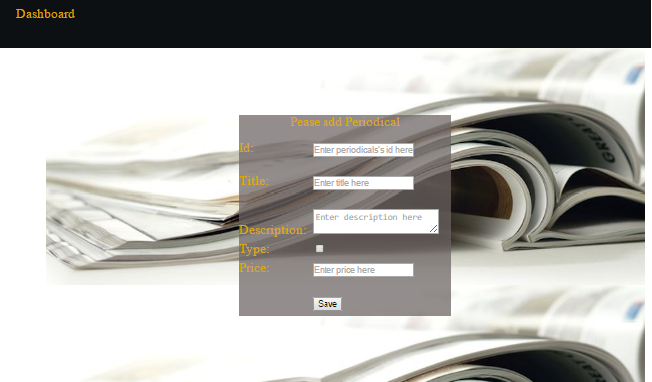 Dashboard
Pease add Periodical
Id: Enter periodicals's id here
Title: Enter title here
Enter description here
Description:
Type:
Price: Enter price here
Save
GREAT